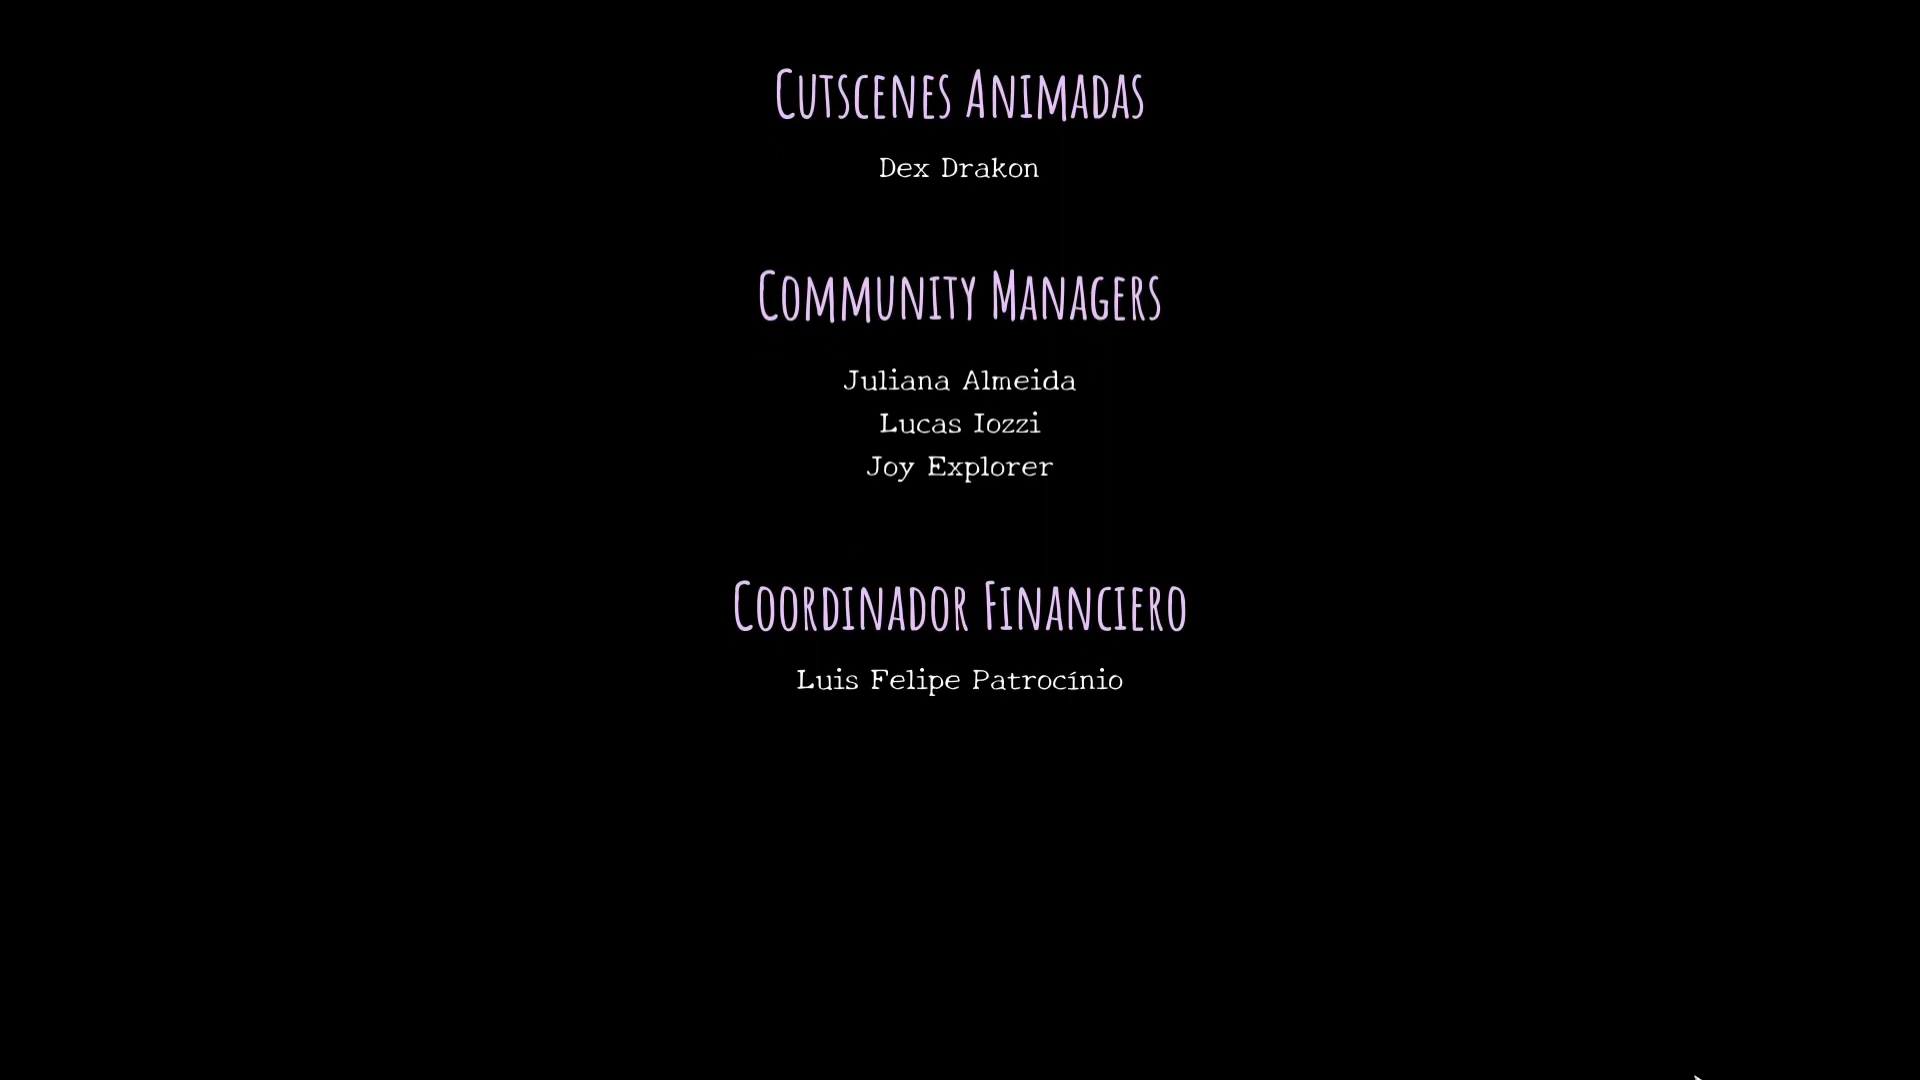 Cutscenes Animadas
Dex Drakon
Community Managers
Juliana Almeida
Lucas Iozzi
Joy Explorer
Coordinador Financiero
Luis Felipe Patrocínio